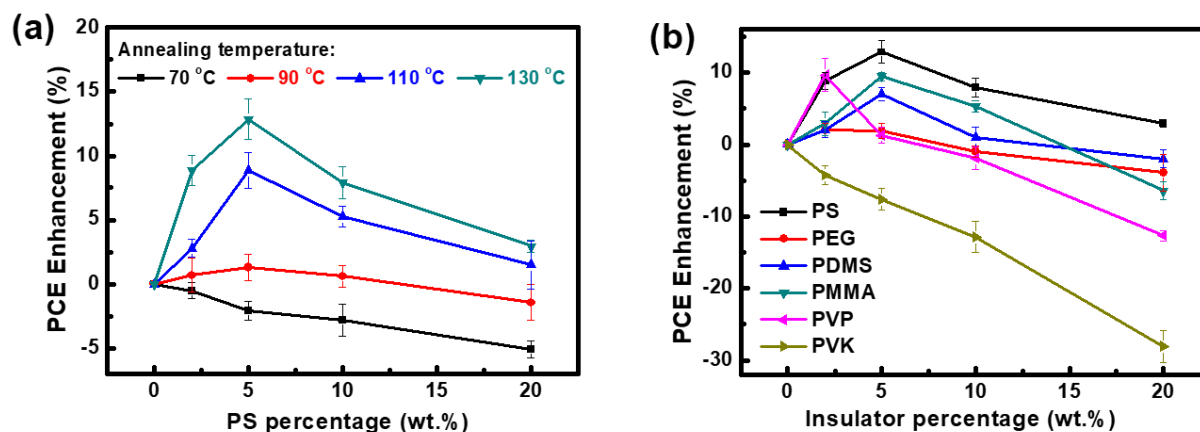 (a)
20
15
10
5
0
-5
PCE Enhancement (%)
Annealing temperature:
70 °C 90 °C 110 °C 130 °C
0 5 10 15 20
PS percentage (wt.%)
(b)
10
0
-10
-20
-30
PCE Enhancement (%)
PS
PEG
PDMS
PMMA
PVP
PVK
0 5 10 15 20
Insulator percentage (wt.%)